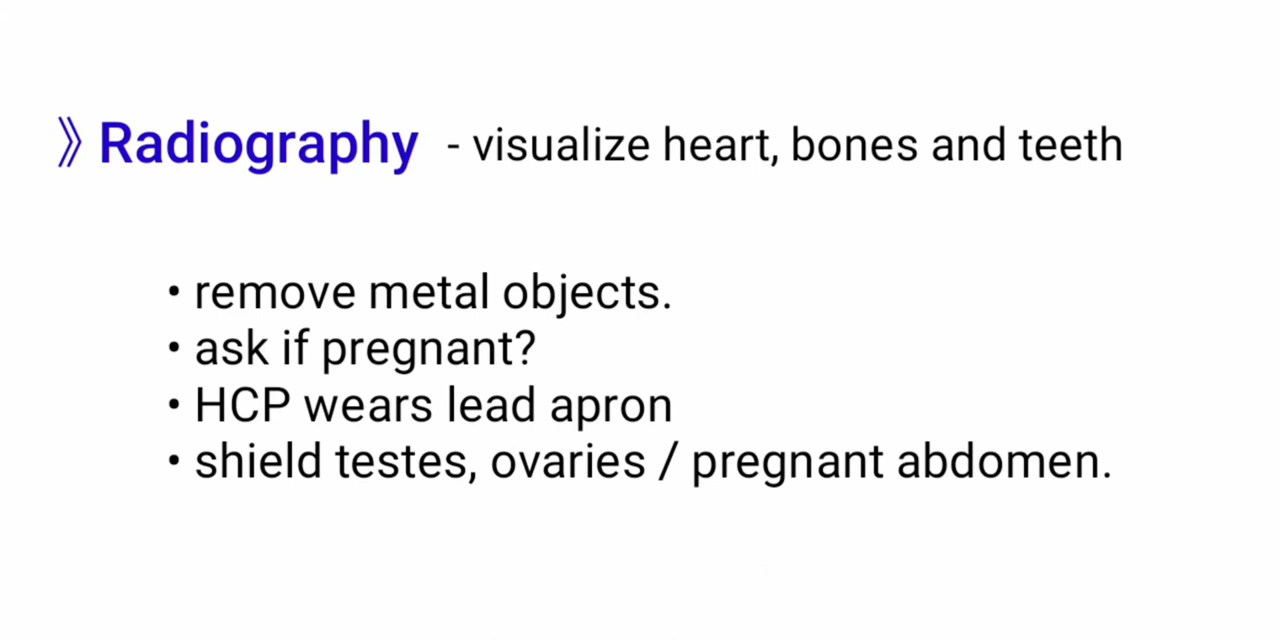 》Radiography - visualize heart, bones and teeth
• remove metal objects.
• ask if pregnant?
• HCP wears lead apron
• shield testes, ovaries / pregnant abdomen.